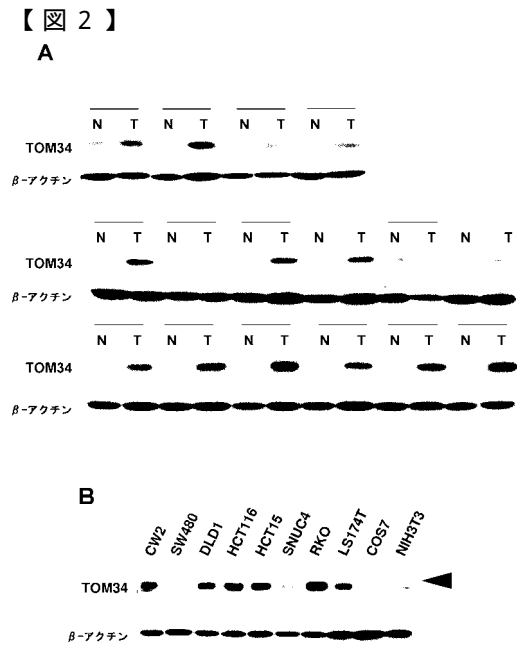 【図２】
A
N T N T N T N T
TOM34
β-アクチン
N T N T N T N T N T N T
TOM34
β-アクチン
N T N T N T N T N T N T
TOM34
β-アクチン
B
CW2 SW480 DLD1 HCT116 HCT15 SNUC4 RKO LS174T COS7 NIH3T3
TOM34
β-アクチン